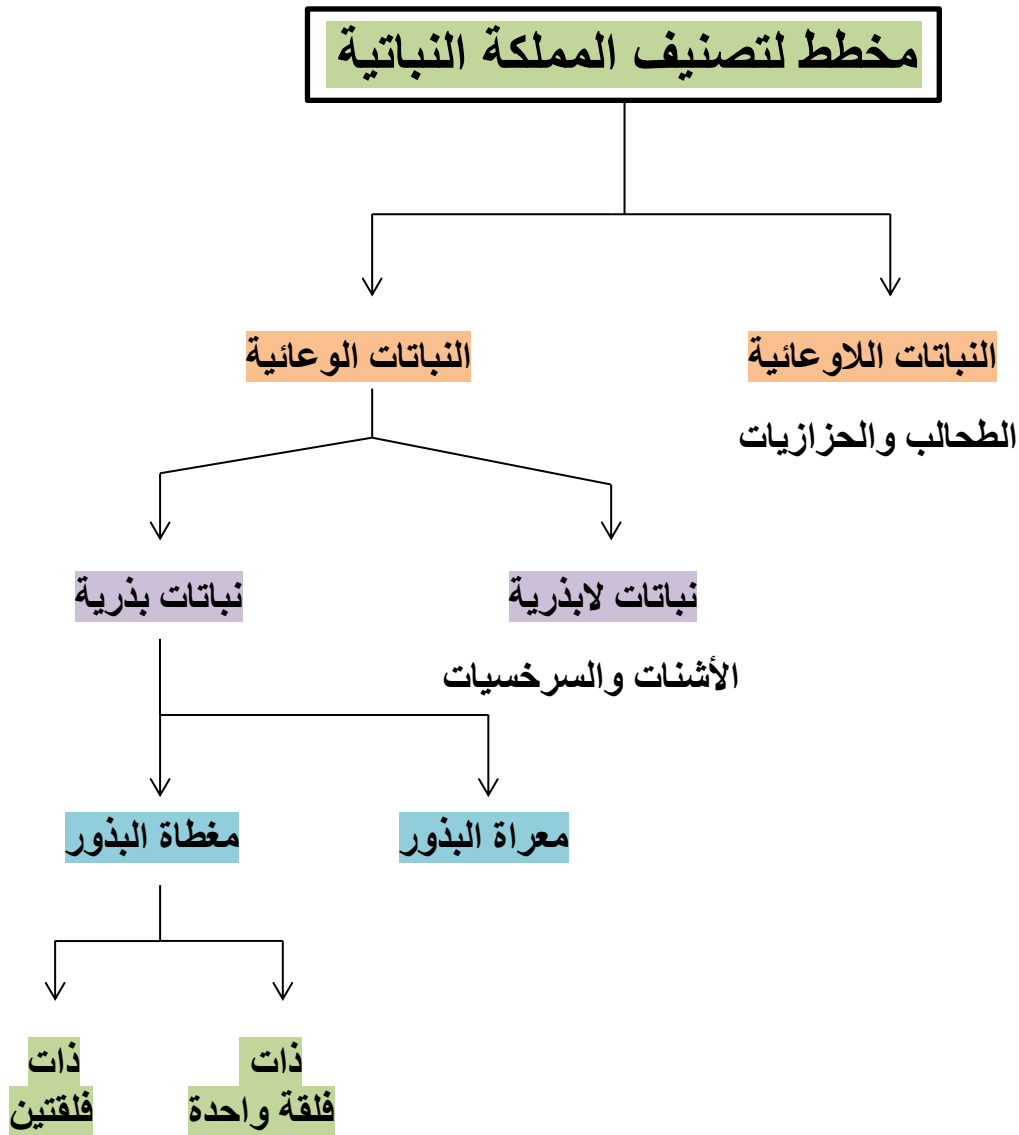 مخطط لتصنيف المملكة النباتية
النباتات اللاوعائية
النباتات الوعائية
الطحالب والحزازيات
نباتات لابذرية
نباتات بذرية
الأشنات والسرخسيات
معراة البذور
مغطاة البذور
ذات
فلقة واحدة
ذات
فلقتين